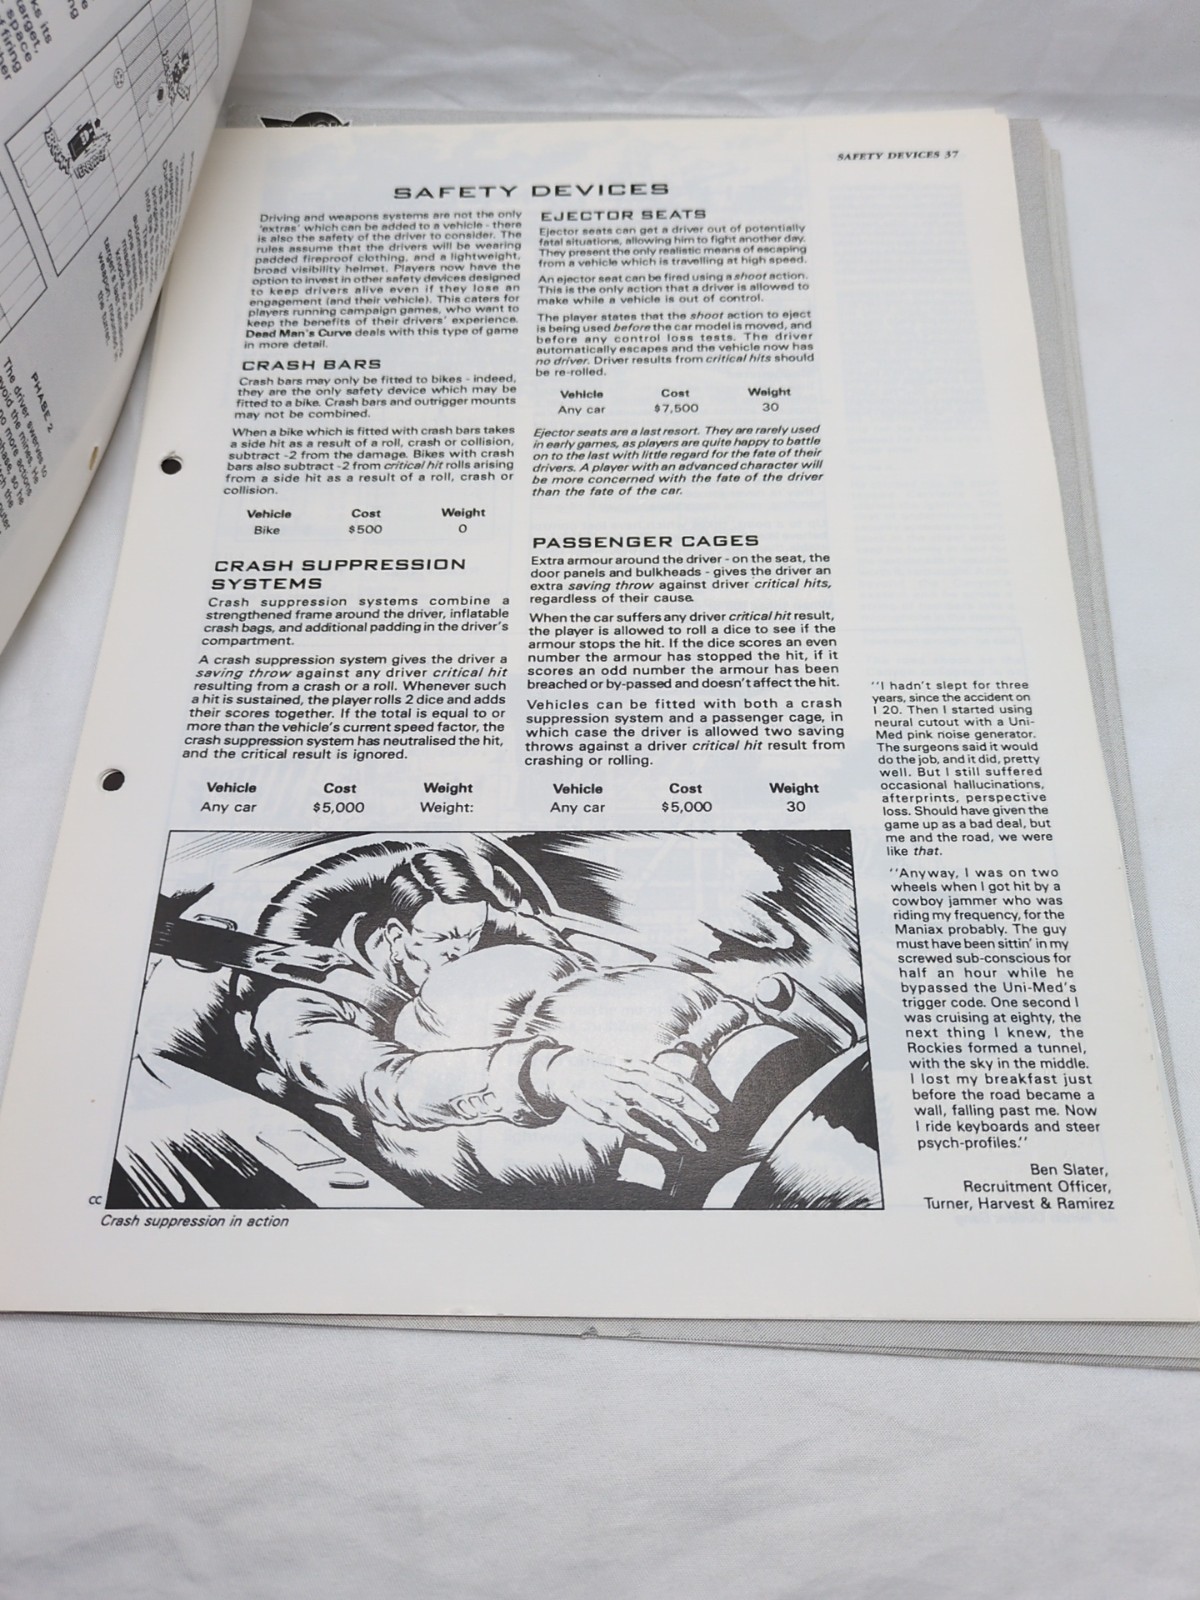 SAFETY DEVICES 37
SAFETY DEVICES
Driving and weapons systems are not the only
'extras' which can be added to a vehicle - there
is also the safety of the driver to consider. The
rules assume that the drivers will be wearing
padded fireproof clothing, and a lightweight,
broad visibility helmet. Players now have the
option to invest in other safety devices designed
to keep drivers alive even if they lose an
engagement (and their vehicle). This caters for
players running campaign games, who want to
keep the benefits of their drivers' experience.
Dead Man's Curve deals with this type of game
in more detail.
CRASH BARS
Crash bars may only be fitted to bikes - indeed,
they are the only safety device which may be
fitted to a bike. Crash bars and outrigger mounts
may not be combined.
When a bike which is fitted with crash bars takes
a side hit as a result of a roll, crash or collision,
subtract -2 from the damage. Bikes with crash
bars also subtract -2 from critical hit rolls arising
from a side hit as a result of a roll, crash or
collision.
Vehicle Cost Weight
Bike $500 0
CRASH SUPPRESSION
SYSTEMS
Crash suppression systems combine a
strengthened frame around the driver, inflatable
crash bags, and additional padding in the driver's
compartment.
A crash suppression system gives the driver a
saving throw against any driver critical hit
resulting from a crash or a roll. Whenever such
a hit is sustained, the player rolls 2 dice and adds
their scores together. If the total is equal to or
more than the vehicle's current speed factor, the
crash suppression system has neutralised the hit,
and the critical result is ignored.
Vehicle Cost Weight
Any car $5,000 Weight:
EJECTOR SEATS
Ejector seats can get a driver out of potentially
fatal situations, allowing him to fight another day.
They present the only realistic means of escaping
from a vehicle which is travelling at high speed.
An ejector seat can be fired using a shoot action.
This is the only action that a driver is allowed to
make while a vehicle is out of control.
The player states that the shoot action to eject
is being used before the car model is moved, and
before any control loss tests. The driver
automatically escapes and the vehicle now has
no driver. Driver results from critical hits should
be re-rolled.
Vehicle Cost Weight
Any car $7,500 30
Ejector seats are a last resort. They are rarely used
in early games, as players are quite happy to battle
on to the last with little regard for the fate of their
drivers. A player with an advanced character will
be more concerned with the fate of the driver
than the fate of the car.
PASSENGER CAGES
Extra armour around the driver - on the seat, the
door panels and bulkheads - gives the driver an
extra saving throw against driver critical hits,
regardless of their cause.
When the car suffers any driver critical hit result,
the player is allowed to roll a dice to see if the
armour stops the hit. If the dice scores an even
number the armour has stopped the hit, if it
scores an odd number the armour has been
breached or by-passed and doesn't affect the hit.
Vehicles can be fitted with both a crash
suppression system and a passenger cage, in
which case the driver is allowed two saving
throws against a driver critical hit result from
crashing or rolling.
Vehicle Cost Weight
Any car $5,000 30
"I hadn't slept for three
years, since the accident on
I 20. Then I started using
neural cutout with a Uni-
Med pink noise generator.
The surgeons said it would
do the job, and it did, pretty
well. But I still suffered
occasional hallucinations,
afterprints, perspective
loss. Should have given the
game up as a bad deal, but
me and the road, we were
like that.
"Anyway, I was on two
wheels when I got hit by a
cowboy jammer who was
riding my frequency, for the
Maniax probably. The guy
must have been sittin' in my
screwed sub-conscious for
half an hour while he
bypassed the Uni-Med's
trigger code. One second I
was cruising at eighty, the
next thing I knew, the
Rockies formed a tunnel,
with the sky in the middle.
I lost my breakfast just
before the road became a
wall, falling past me. Now
I ride keyboards and steer
psych-profiles."
Ben Slater,
Recruitment Officer,
Turner, Harvest & Ramirez
CC
Crash suppression in action
its
target,
space
firing
PHASE 2
The driver swerves to
avoid the mines. He
no more actions
phase, so he